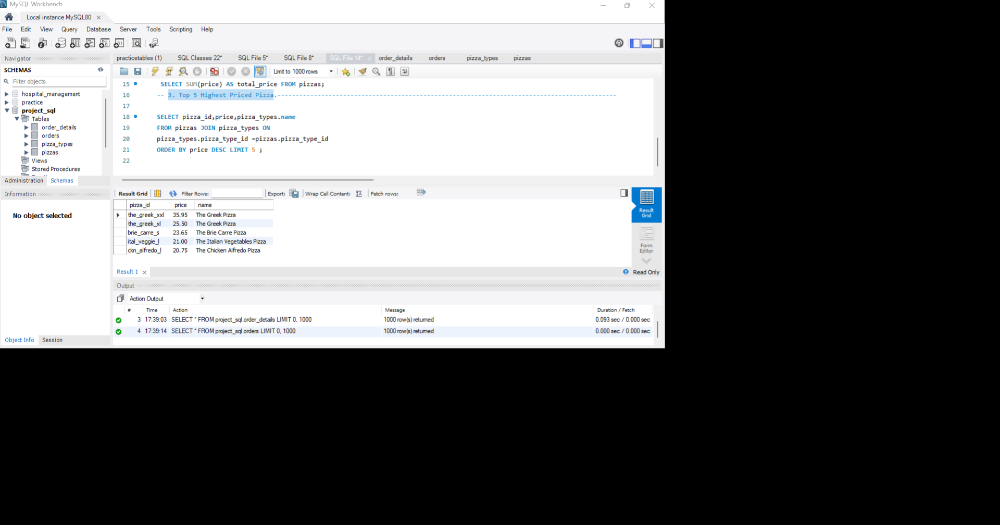 MySQL Workbench
Local instance MySQL80
File Edit View Query Database Server Tools Scripting Help
Navigator
SCHEMAS
Filter objects
hospital_management
practice
project_sql
Tables
order_details
orders
pizza_types
pizzas
Views
Stored Procedures
Administration Schemas
Information
No object selected
Object Info Session
practicetables (1) SQL Classes 22* SQL File 5* SQL File 8* SQL File 14* order_details orders pizza_types pizzas
Limit to 1000 rows
15 SELECT SUM(price) AS total_price FROM pizzas;
16 -- 3. Top 5 Highest Priced Pizza.---------------------------------------------------------------------------------------------
17
18 SELECT pizza_id,price,pizza_types.name
19 FROM pizzas JOIN pizza_types ON
20 pizza_types.pizza_type_id =pizzas.pizza_type_id
21 ORDER BY price DESC LIMIT 5 ;
22
Result Grid Filter Rows: Export: Wrap Cell Content: Fetch rows:
pizza_id price name
the_greek_xxl 35.95 The Greek Pizza
the_greek_xl 25.50 The Greek Pizza
brie_carre_s 23.65 The Brie Carre Pizza
ital_veggie_l 21.00 The Italian Vegetables Pizza
ckn_alfredo_l 20.75 The Chicken Alfredo Pizza
Result Grid
Form Editor
Result 1
Read Only
Output
Action Output
# Time Action Message Duration / Fetch
3 17:39:03 SELECT * FROM project_sql.order_details LIMIT 0, 1000 1000 row(s) returned 0.093 sec / 0.000 sec
4 17:39:14 SELECT * FROM project_sql.orders LIMIT 0, 1000 1000 row(s) returned 0.000 sec / 0.000 sec